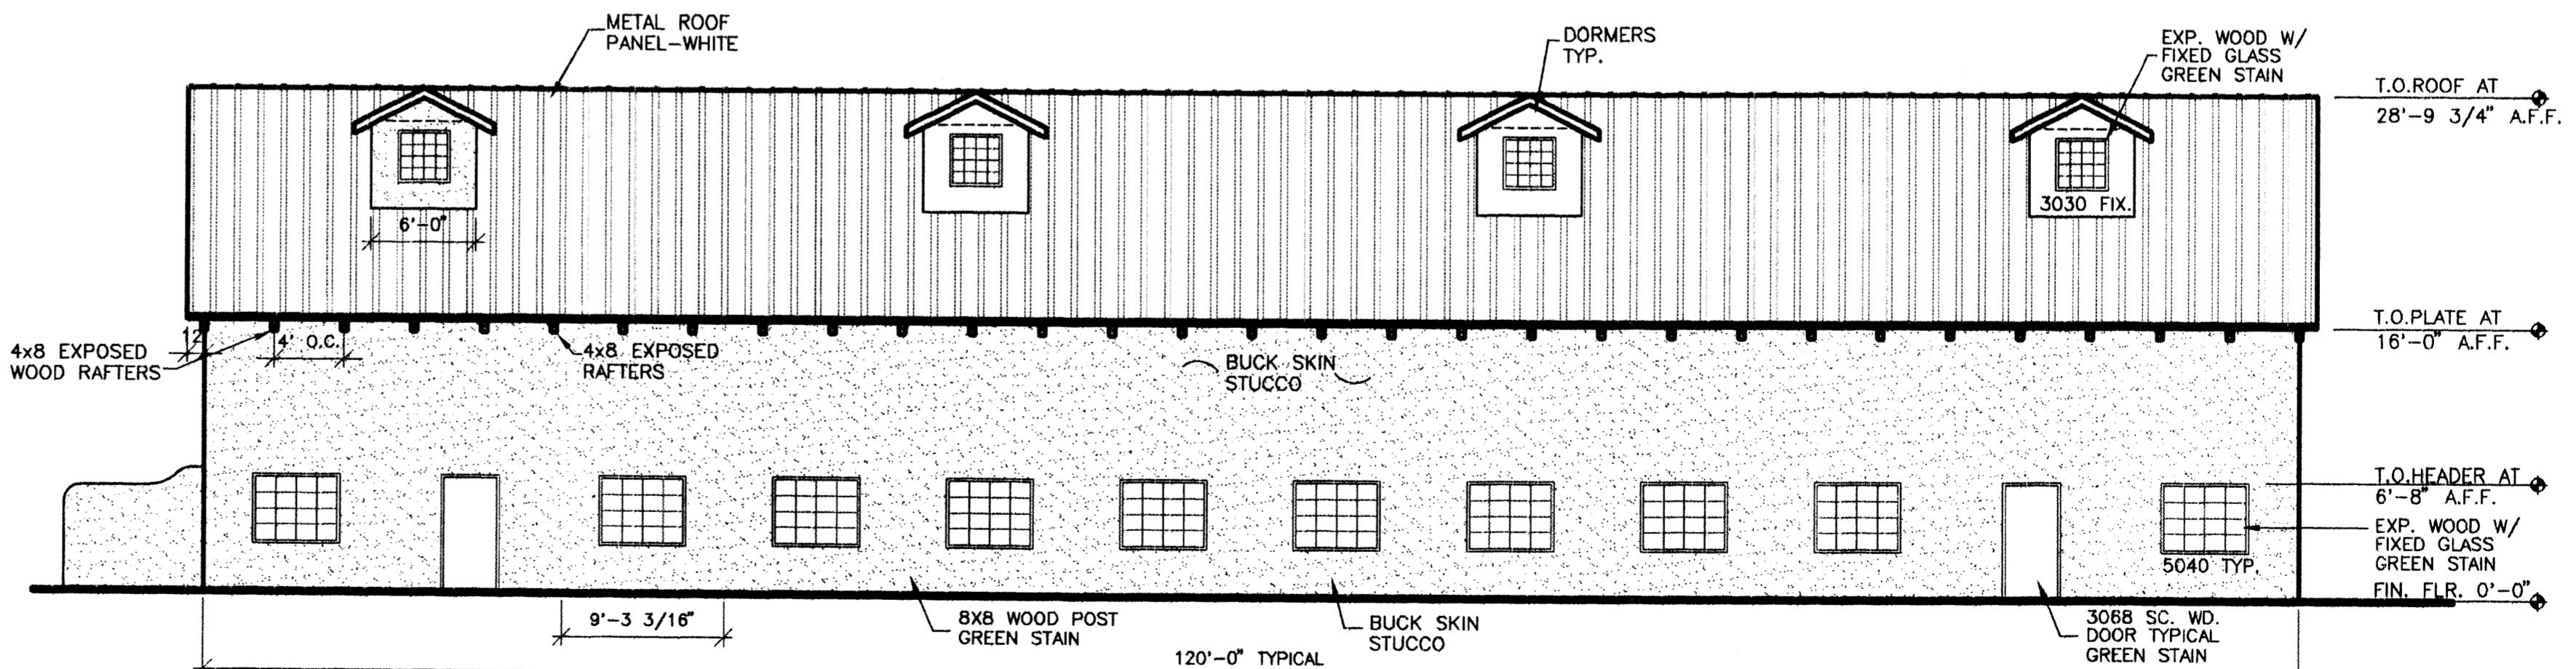 METAL ROOF
PANEL-WHITE
DORMERS
TYP.
EXP. WOOD W/
FIXED GLASS
GREEN STAIN
T.O.ROOF AT
28'-9 3/4" A.F.F.
3030 FIX.
6'-0"
12
4' O.C.
4x8 EXPOSED
WOOD RAFTERS
4x8 EXPOSED
RAFTERS
BUCK SKIN
STUCCO
T.O.PLATE AT
16'-0" A.F.F.
T.O.HEADER AT
6'-8" A.F.F.
EXP. WOOD W/
FIXED GLASS
GREEN STAIN
5040 TYP.
FIN. FLR. 0'-0"
9'-3 3/16"
8X8 WOOD POST
GREEN STAIN
BUCK SKIN
STUCCO
3068 SC. WD.
DOOR TYPICAL
GREEN STAIN
120'-0" TYPICAL